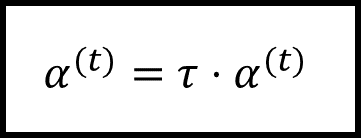 α^(t) = τ · α^(t)